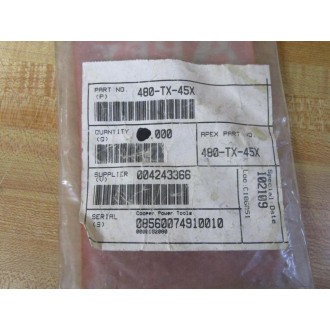 PART NO. 480-TX-45X
(P)
QUANTITY .000
(Q)
APEX PART NO.
480-TX-45X
SUPPLIER 004243366
(V)
Special Date
102109
Cooper Power Tools
SERIAL 08560074910010
(S)